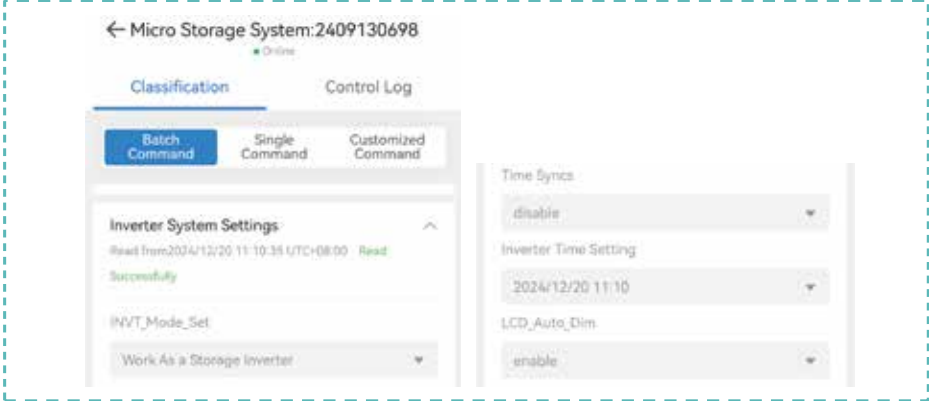 ← Micro Storage System:2409130698
Online
Classification Control Log
Batch Command
Single Command
Customized Command
Inverter System Settings
Read from2024/12/20 11:10:35 UTC+08:00 Read
Successfully
INVT_Mode_Set
Work As a Storage Inverter
Time Syncs
disable
Inverter Time Setting
2024/12/20 11:10
LCD_Auto_Dim
enable